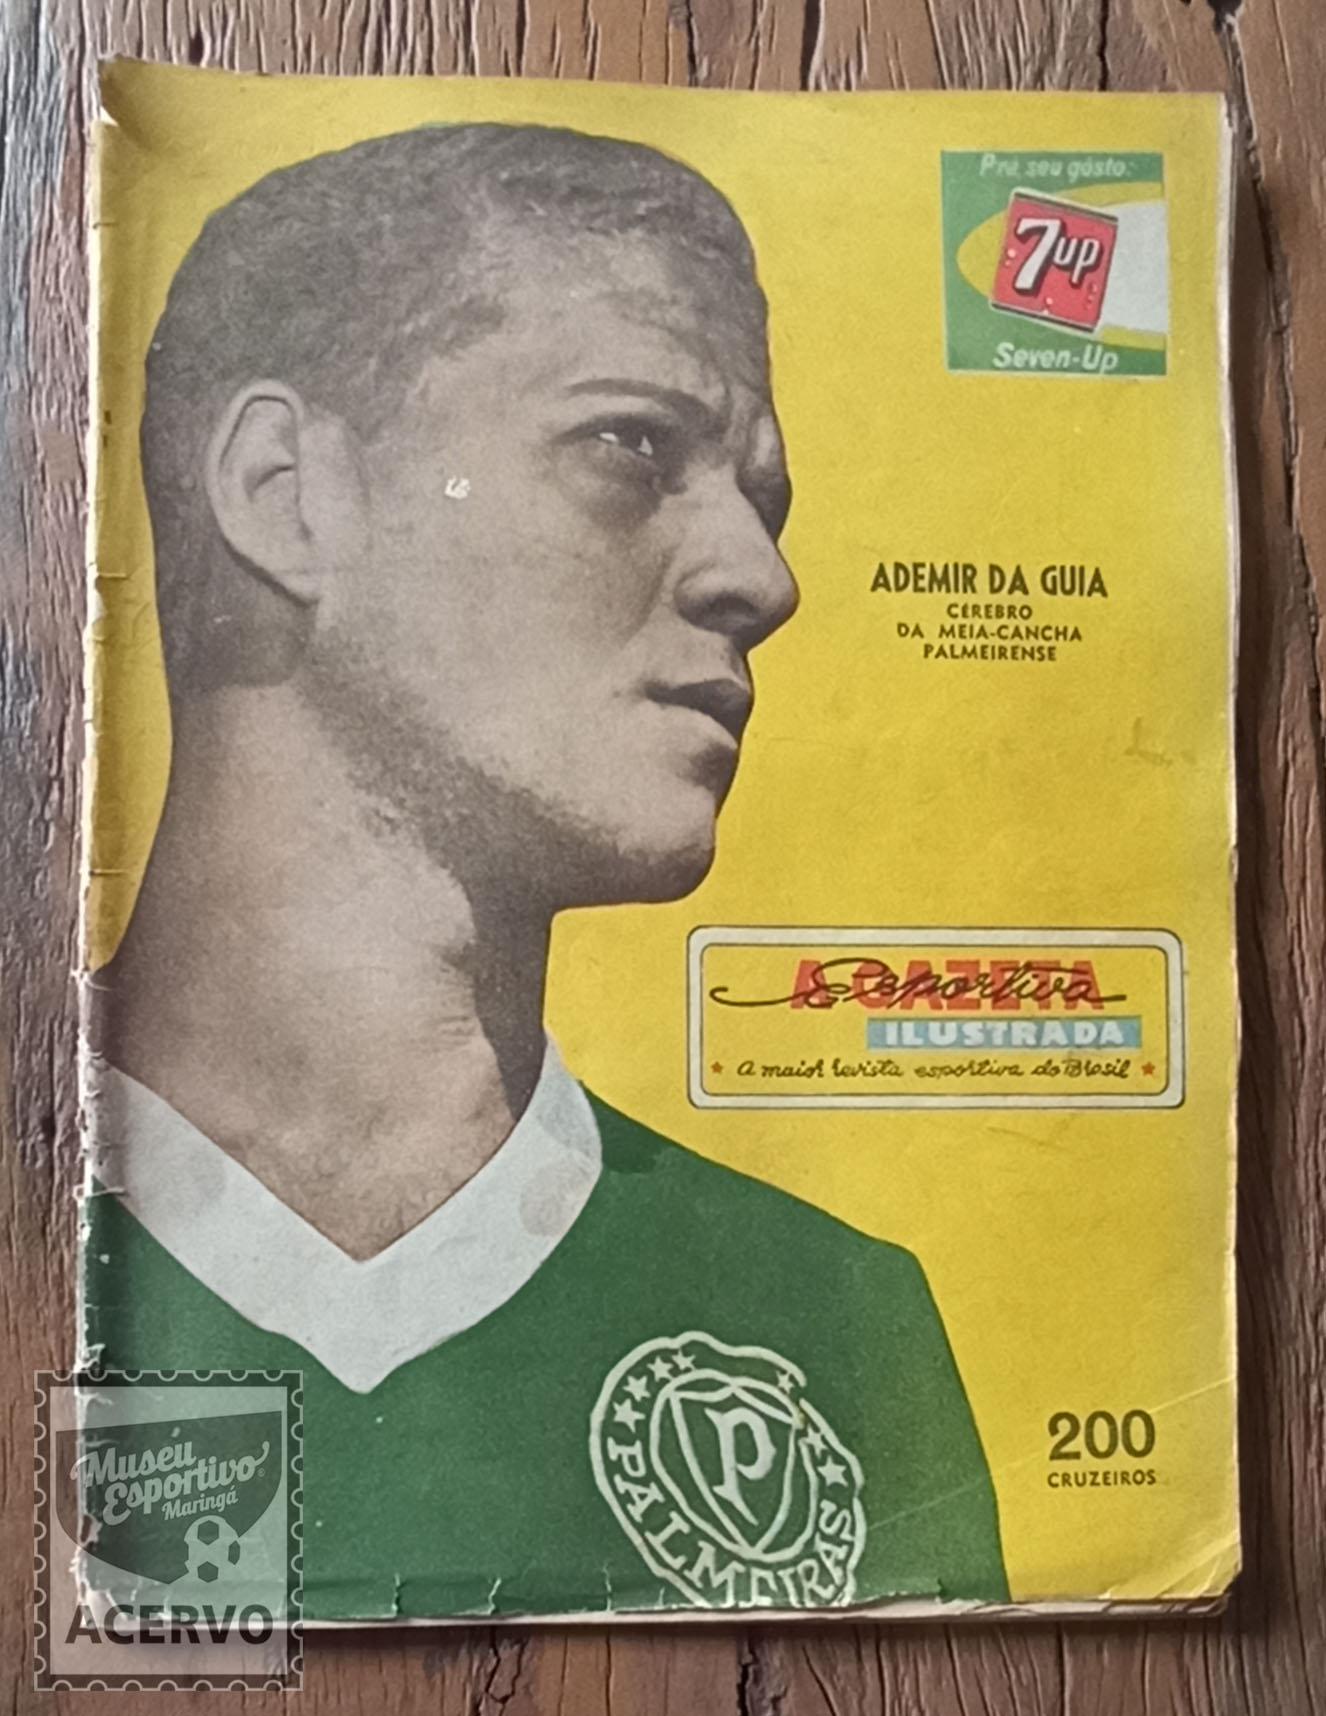 Pra seu gôsto:
7up
Seven-Up
ADEMIR DA GUIA
CÉREBRO
DA MEIA-CANCHA
PALMEIRENSE
A GAZETA
Esportiva
ILUSTRADA
A maior revista esportiva do Brasil
P
PALMEIRAS
200
CRUZEIROS
Museu
Esportivo
Maringá
ACERVO